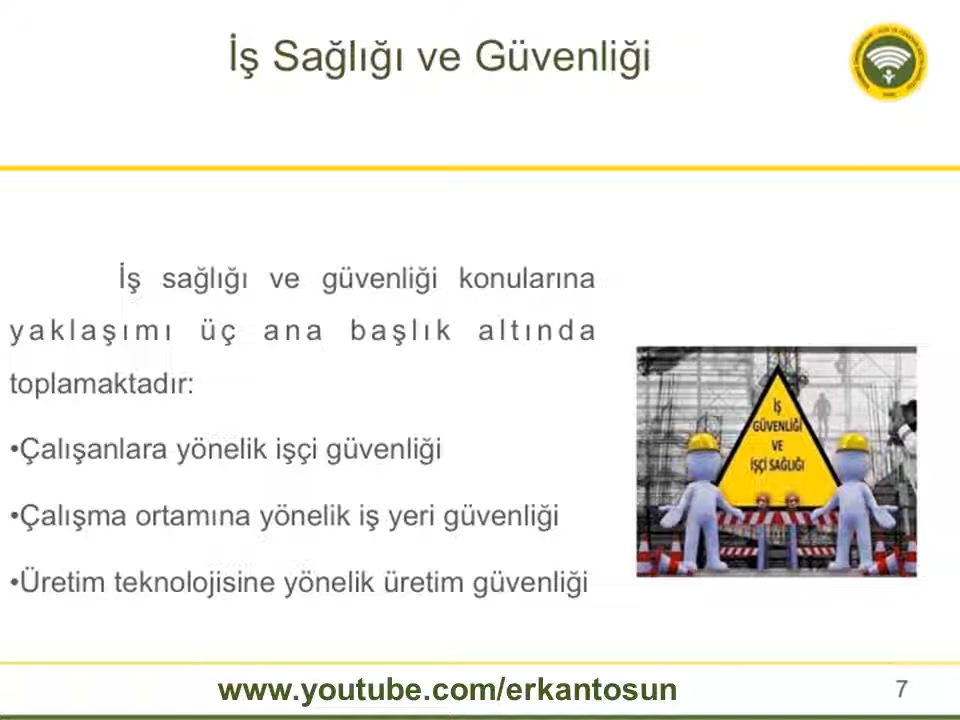 İş Sağlığı ve Güvenliği
İş sağlığı ve güvenliği konularına
yaklaşımı üç ana başlık altında
toplamaktadır:
•Çalışanlara yönelik işçi güvenliği
•Çalışma ortamına yönelik iş yeri güvenliği
•Üretim teknolojisine yönelik üretim güvenliği
İŞ
GÜVENLİĞİ
VE
İŞÇİ SAĞLIĞI
www.youtube.com/erkantosun
7